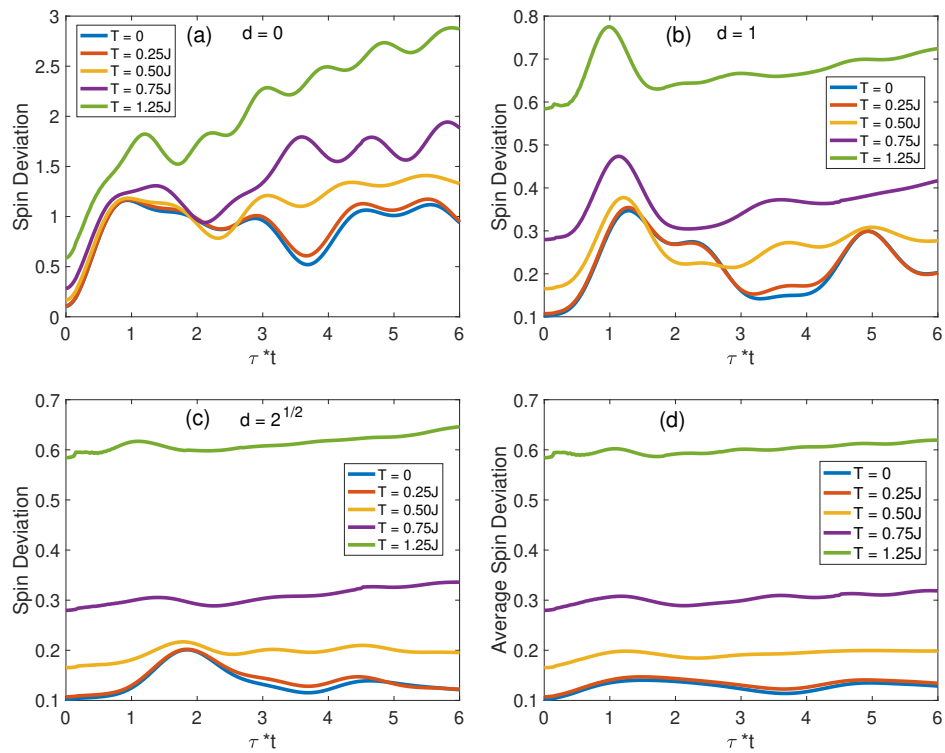 (a)
d = 0
T = 0
T = 0.25J
T = 0.50J
T = 0.75J
T = 1.25J
Spin Deviation
3
2.5
2
1.5
1
0.5
0
0 1 2 3 4 5 6
τ *t
(b)
d = 1
T = 0
T = 0.25J
T = 0.50J
T = 0.75J
T = 1.25J
Spin Deviation
0.8
0.7
0.6
0.5
0.4
0.3
0.2
0.1
0 1 2 3 4 5 6
τ *t
(c)
d = 2^{1/2}
T = 0
T = 0.25J
T = 0.50J
T = 0.75J
T = 1.25J
Spin Deviation
0.7
0.6
0.5
0.4
0.3
0.2
0.1
0 1 2 3 4 5 6
τ *t
(d)
T = 0
T = 0.25J
T = 0.50J
T = 0.75J
T = 1.25J
Average Spin Deviation
0.7
0.6
0.5
0.4
0.3
0.2
0.1
0 1 2 3 4 5 6
τ *t